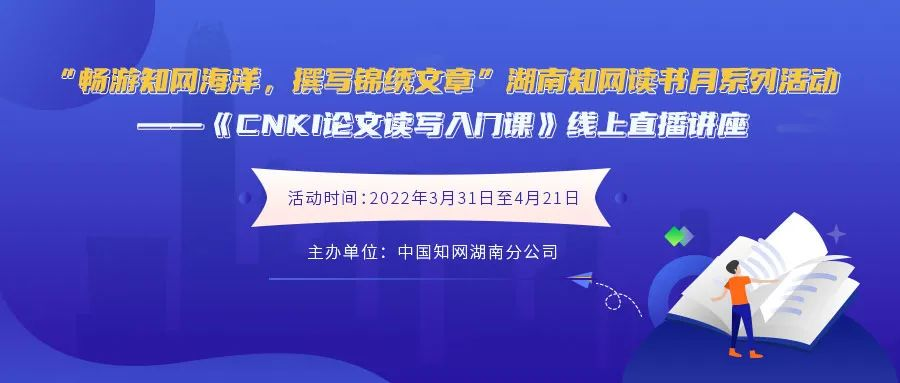 ”畅游知网海洋，撰写锦绣文章”湖南知网读书月系列活动
——《CNKI论文读写入门课》线上直播讲座
活动时间：2022年3月31日至4月21日
主办单位：中国知网湖南分公司